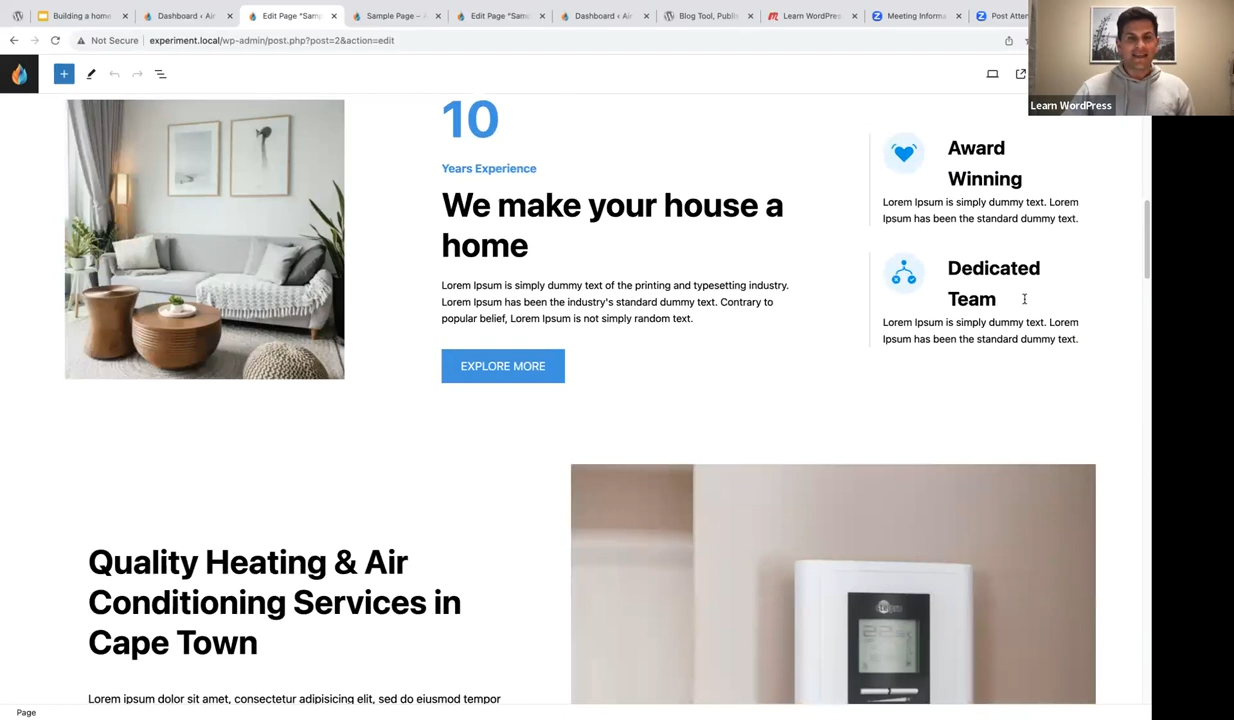 Building a home
Dashboard ‹ Air
Edit Page "Samp
Sample Page – A
Edit Page "Sam
Dashboard ‹ Air
Blog Tool, Publis
Learn WordPress
Meeting Informa
Post Atten
Not Secure
experiment.local/wp-admin/post.php?post=2&action=edit
Learn WordPress
10
Years Experience
We make your house a
home
Lorem Ipsum is simply dummy text of the printing and typesetting industry.
Lorem Ipsum has been the industry's standard dummy text. Contrary to
popular belief, Lorem Ipsum is not simply random text.
EXPLORE MORE
Award
Winning
Lorem Ipsum is simply dummy text. Lorem
Ipsum has been the standard dummy text.
Dedicated
Team
Lorem Ipsum is simply dummy text. Lorem
Ipsum has been the standard dummy text.
Quality Heating & Air
Conditioning Services in
Cape Town
Lorem ipsum dolor sit amet, consectetur adipisicing elit, sed do eiusmod tempor
Page